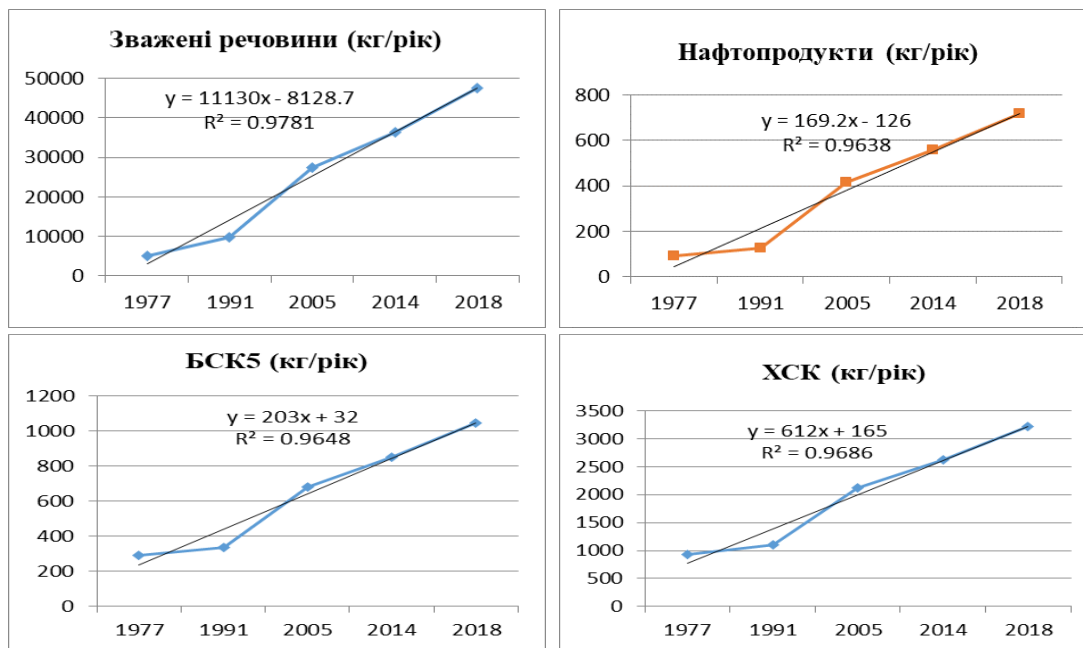 Зважені речовини (кг/рік)
50000
40000
30000
20000
10000
0
y = 11130x - 8128.7
R² = 0.9781
1977 1991 2005 2014 2018
Нафтопродукти (кг/рік)
800
600
400
200
0
y = 169.2x - 126
R² = 0.9638
1977 1991 2005 2014 2018
БСК5 (кг/рік)
1200
1000
800
600
400
200
0
y = 203x + 32
R² = 0.9648
1977 1991 2005 2014 2018
ХСК (кг/рік)
3500
3000
2500
2000
1500
1000
500
0
y = 612x + 165
R² = 0.9686
1977 1991 2005 2014 2018